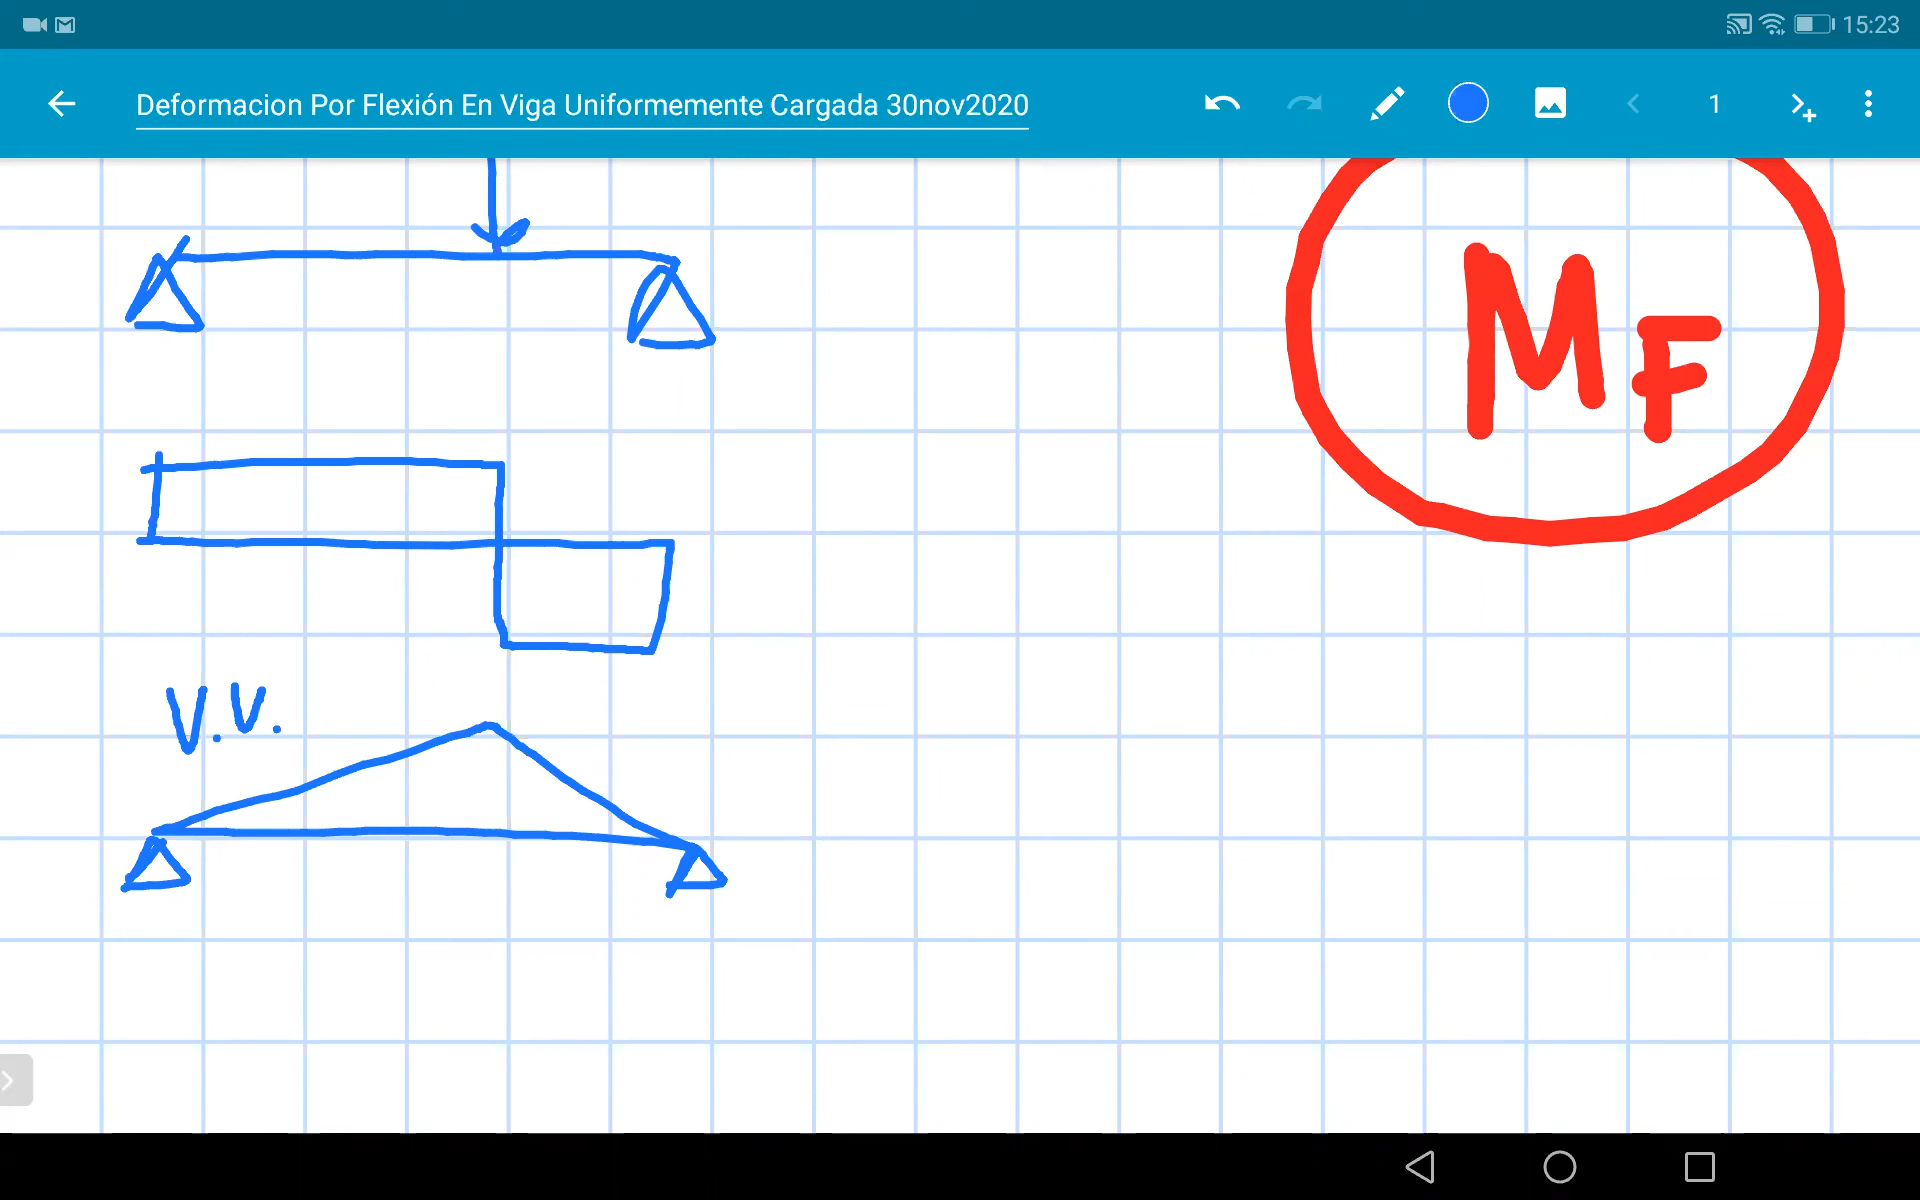 15:23
Deformacion Por Flexión En Viga Uniformemente Cargada 30nov2020
1
MF
V.V.